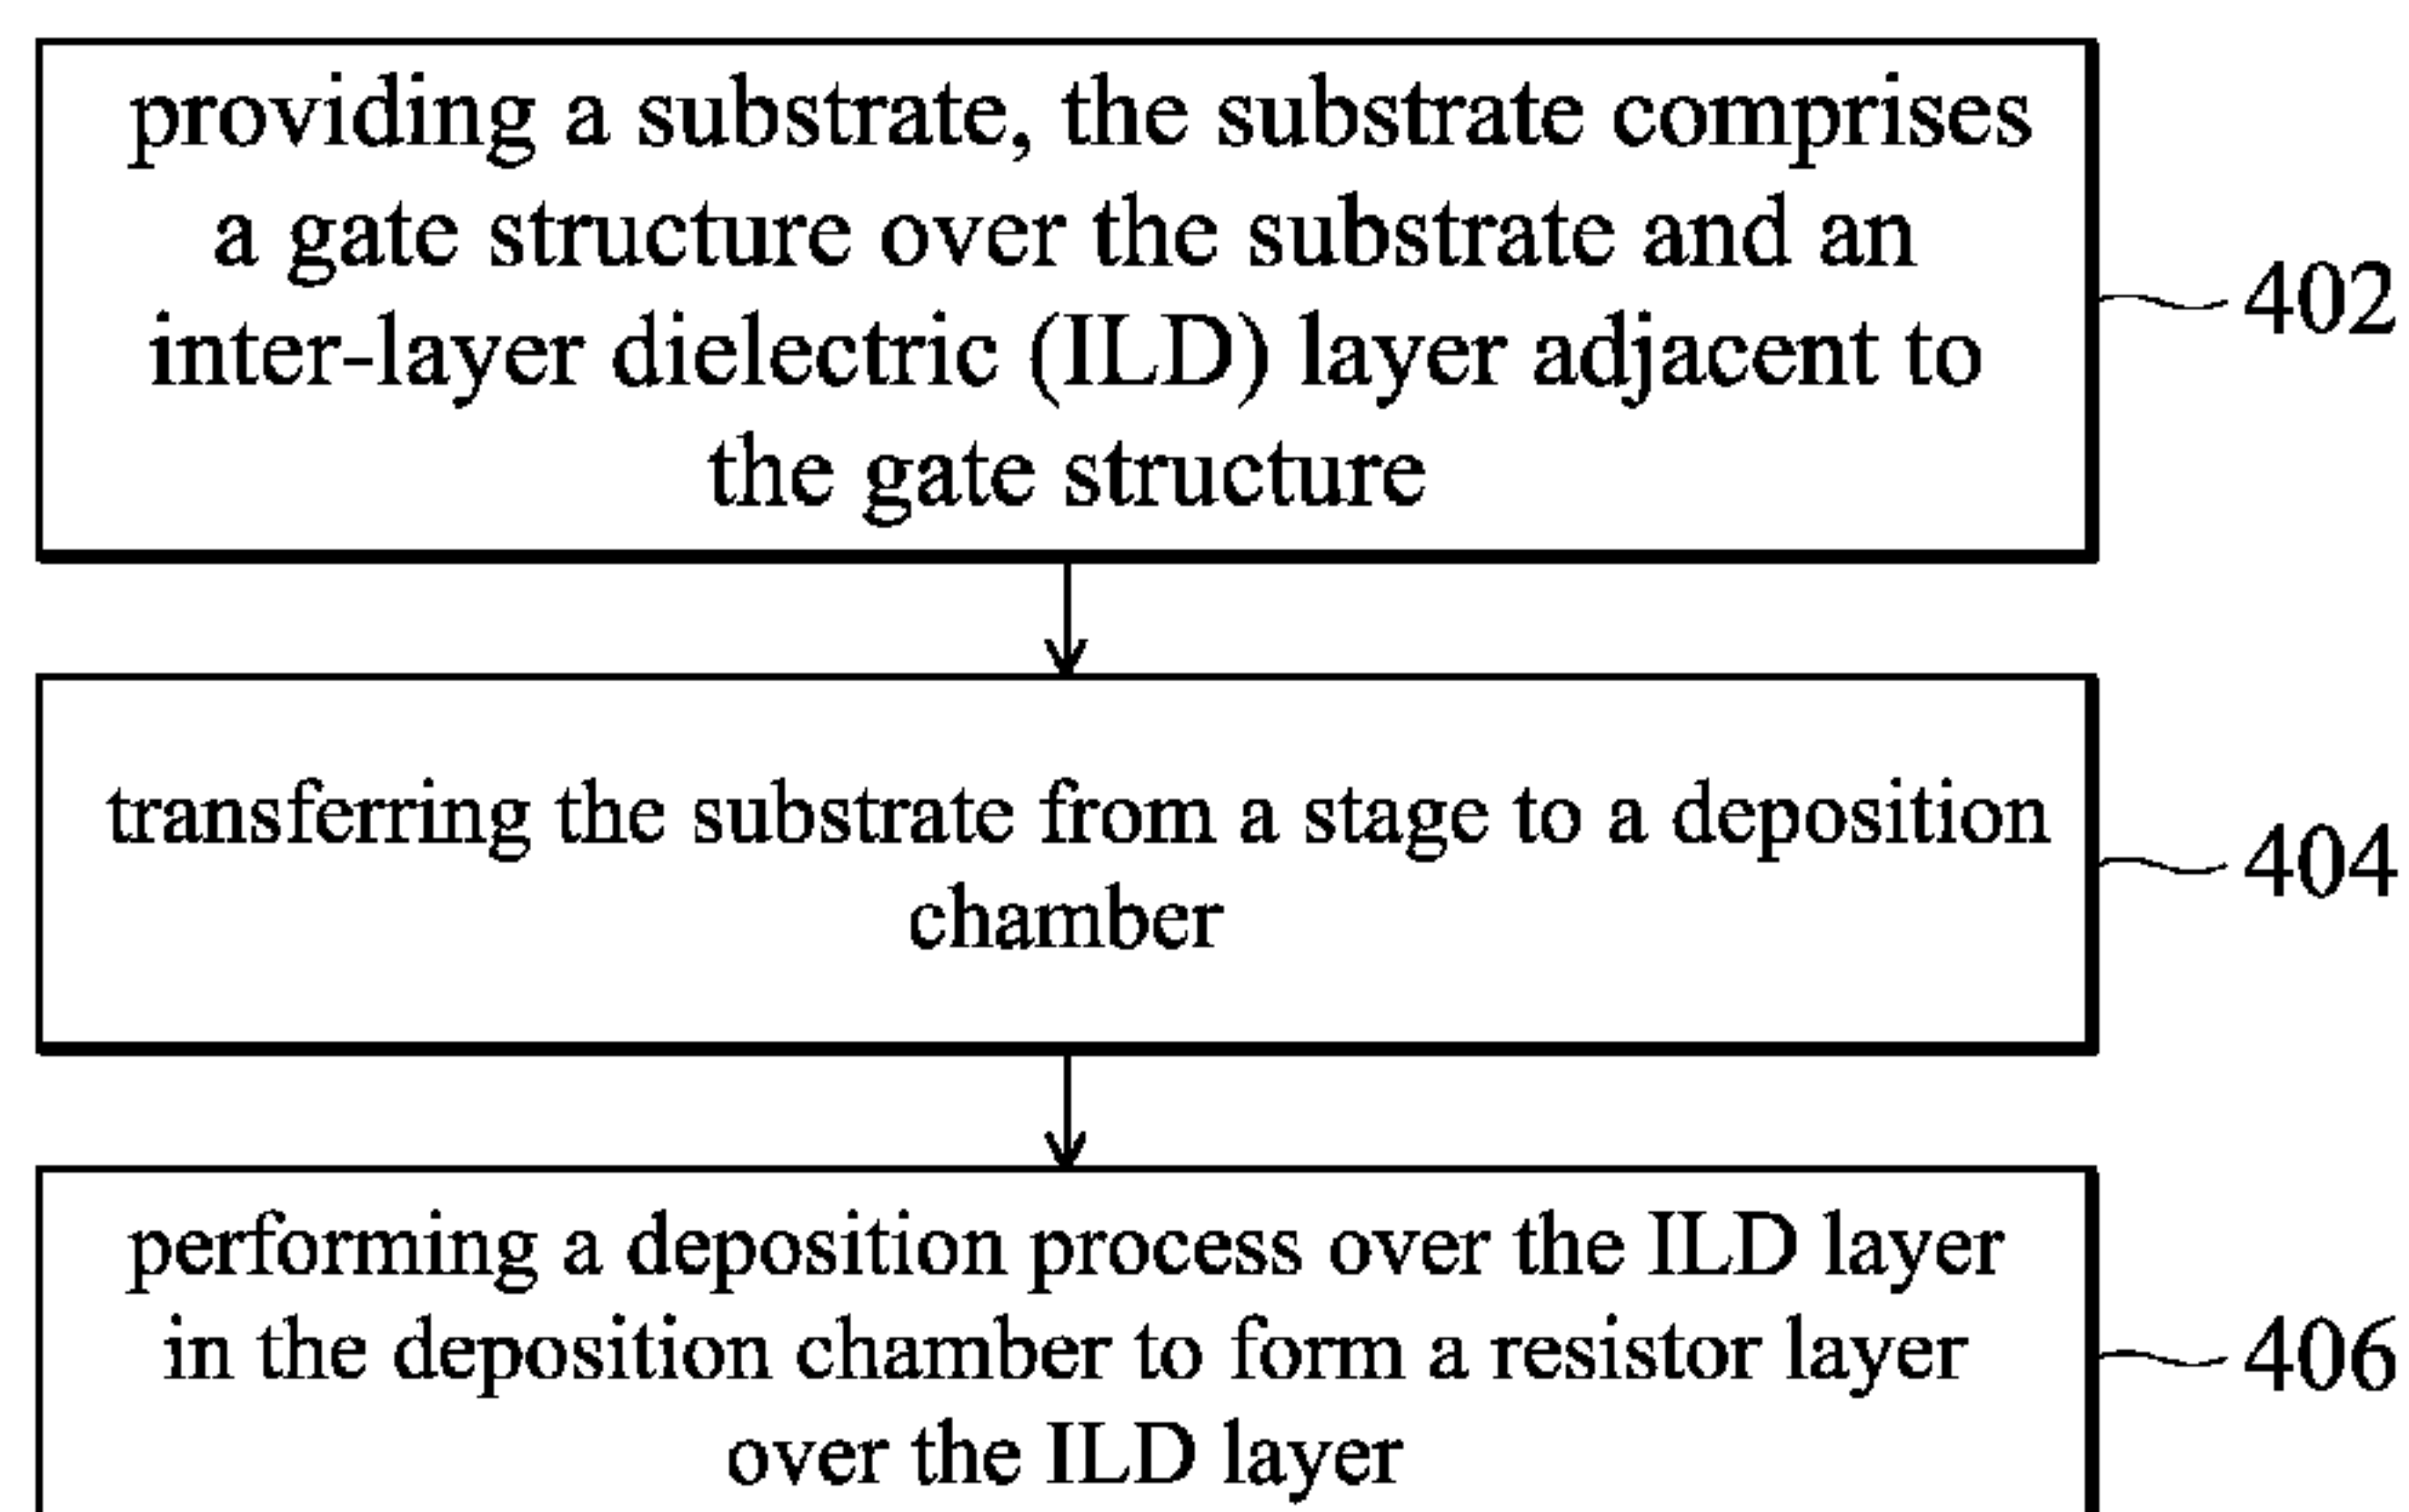 providing a substrate, the substrate comprises
a gate structure over the substrate and an
inter-layer dielectric (ILD) layer adjacent to
the gate structure
402
transferring the substrate from a stage to a deposition
chamber
404
performing a deposition process over the ILD layer
in the deposition chamber to form a resistor layer
over the ILD layer
406